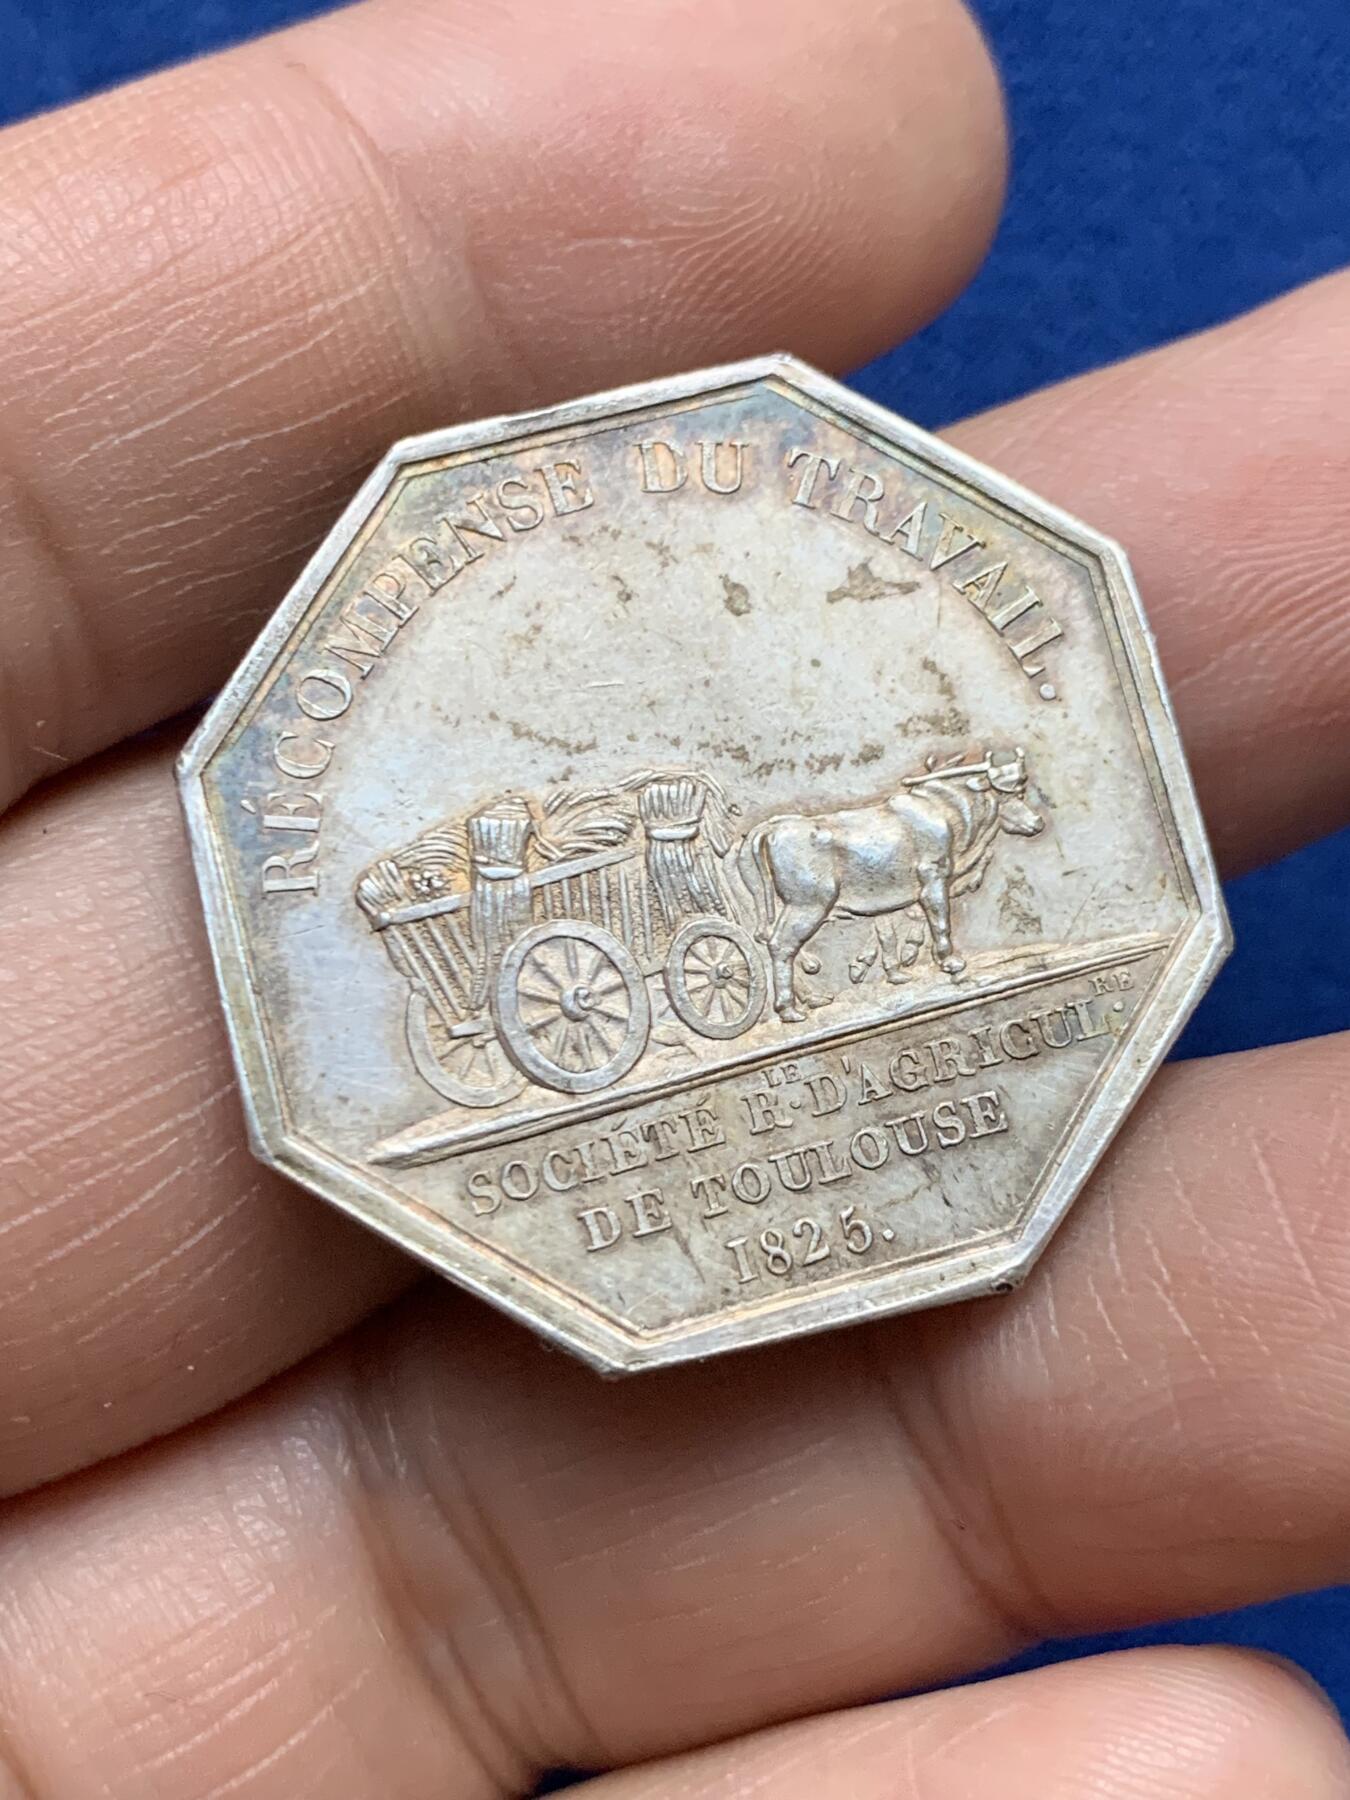 RÉCOMPENSE DU TRAVAIL.
SOCIÉTÉ R.LE D'AGRICUL.RE
DE TOULOUSE
1825.